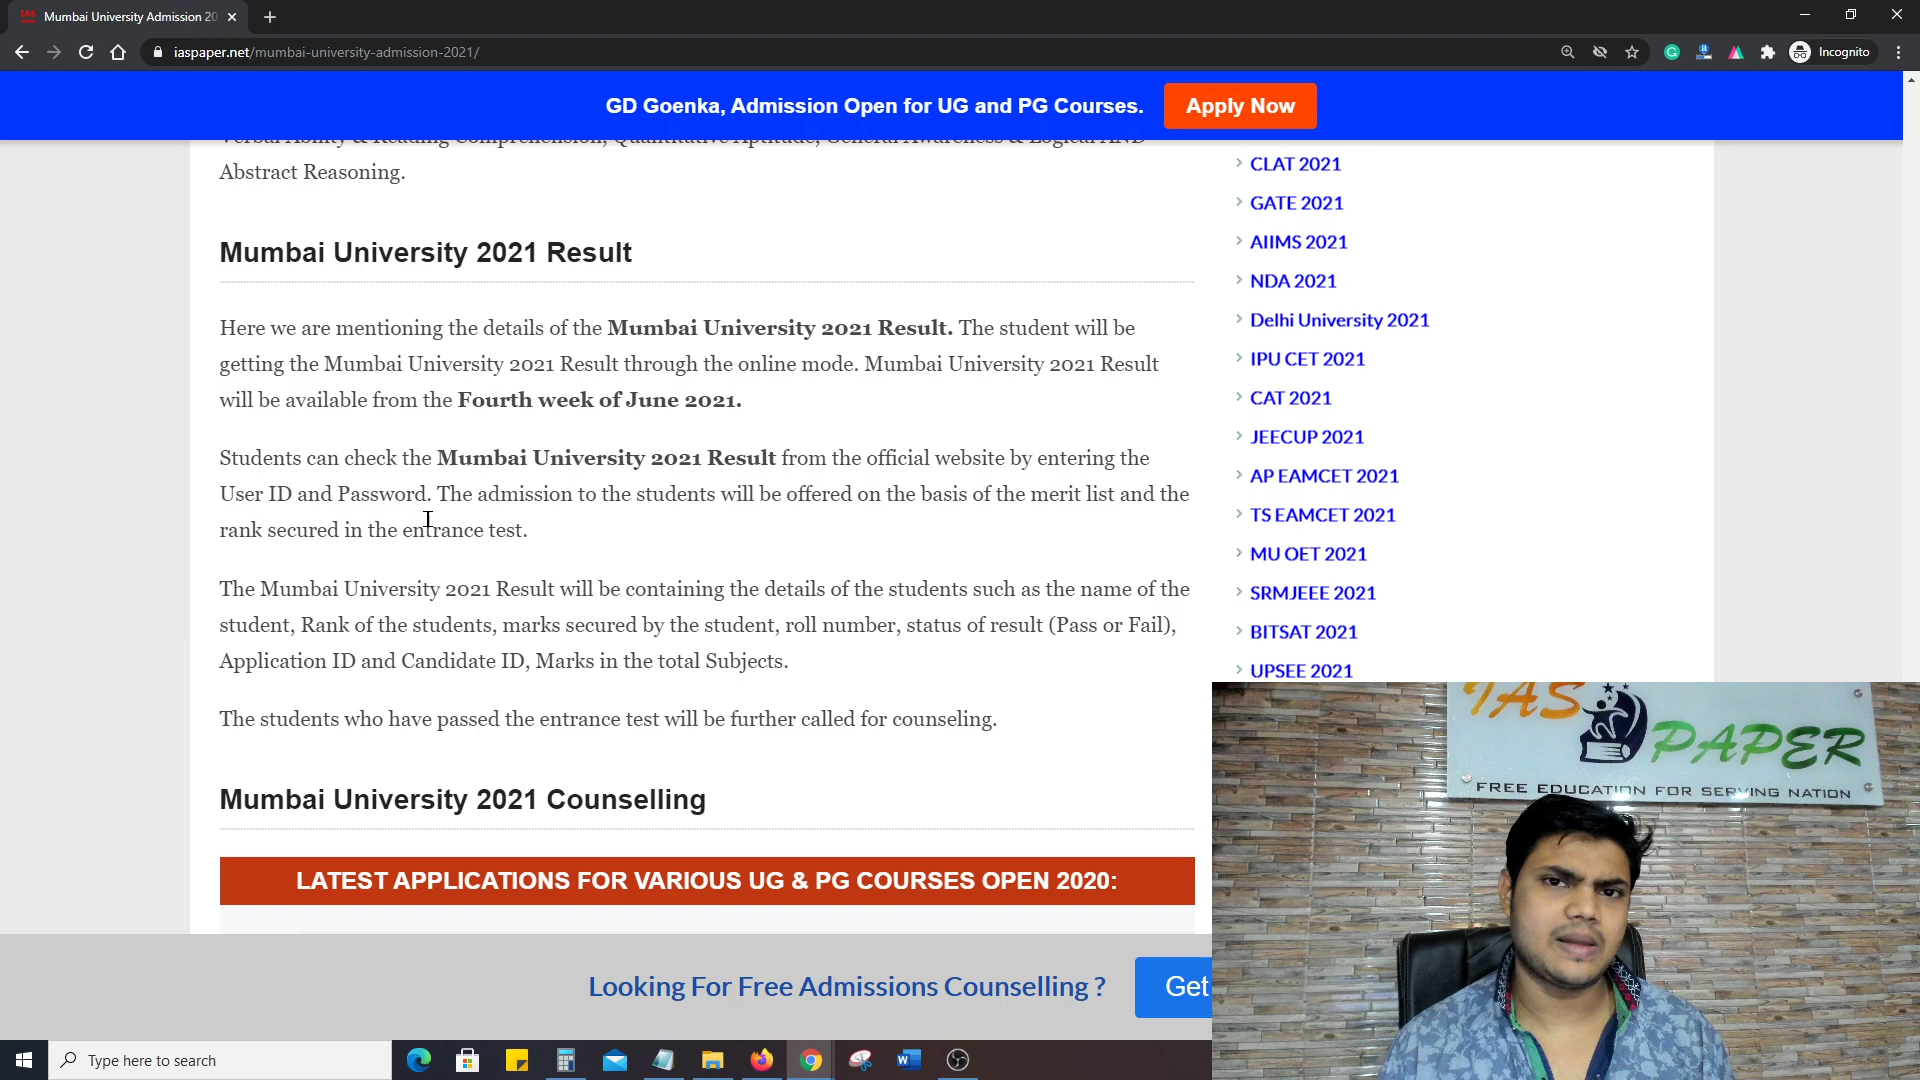 IAS
Mumbai University Admission 20
iaspaper.net/mumbai-university-admission-2021/
Incognito
GD Goenka, Admission Open for UG and PG Courses.
Apply Now
Verbal Ability & Reading Comprehension, Quantitative Aptitude, General Awareness & Logical AND
Abstract Reasoning.
Mumbai University 2021 Result
Here we are mentioning the details of the Mumbai University 2021 Result. The student will be
getting the Mumbai University 2021 Result through the online mode. Mumbai University 2021 Result
will be available from the Fourth week of June 2021.
Students can check the Mumbai University 2021 Result from the official website by entering the
User ID and Password. The admission to the students will be offered on the basis of the merit list and the
rank secured in the entrance test.
The Mumbai University 2021 Result will be containing the details of the students such as the name of the
student, Rank of the students, marks secured by the student, roll number, status of result (Pass or Fail),
Application ID and Candidate ID, Marks in the total Subjects.
The students who have passed the entrance test will be further called for counseling.
Mumbai University 2021 Counselling
LATEST APPLICATIONS FOR VARIOUS UG & PG COURSES OPEN 2020:
CLAT 2021
GATE 2021
AIIMS 2021
NDA 2021
Delhi University 2021
IPU CET 2021
CAT 2021
JEECUP 2021
AP EAMCET 2021
TS EAMCET 2021
MU OET 2021
SRMJEEE 2021
BITSAT 2021
UPSEE 2021
IAS
PAPER
FREE EDUCATION FOR SERVING NATION
Looking For Free Admissions Counselling ?
Get
Type here to search